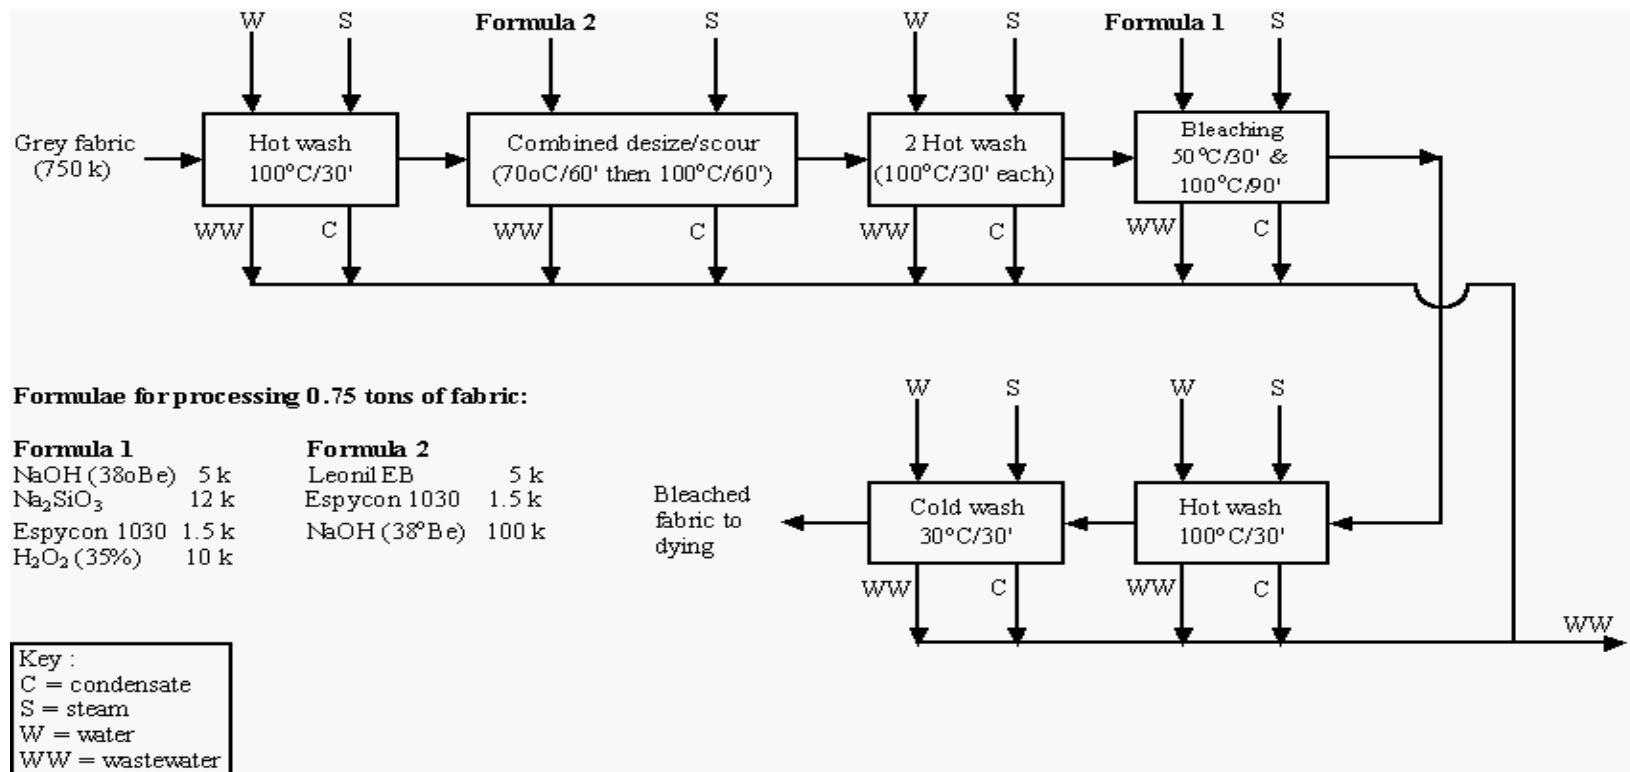 W S Formula 2 S W S Formula 1 S
Grey fabric
(750 k)
Hot wash
100°C/30'
Combined desize/scour
(70oC/60' then 100°C/60')
2 Hot wash
(100°C/30' each)
Bleaching
50°C/30' &
100°C/90'
WW C WW C WW C WW C
Formulae for processing 0.75 tons of fabric:
Formula 1
NaOH (38oBe) 5 k
Na₂SiO₃ 12 k
Espycon 1030 1.5 k
H₂O₂ (35%) 10 k
Formula 2
Leonil EB 5 k
Espycon 1030 1.5 k
NaOH (38°Be) 100 k
W S W S
Bleached
fabric to
dying
Cold wash
30°C/30'
Hot wash
100°C/30'
WW C WW C
WW
Key :
C = condensate
S = steam
W = water
WW = wastewater